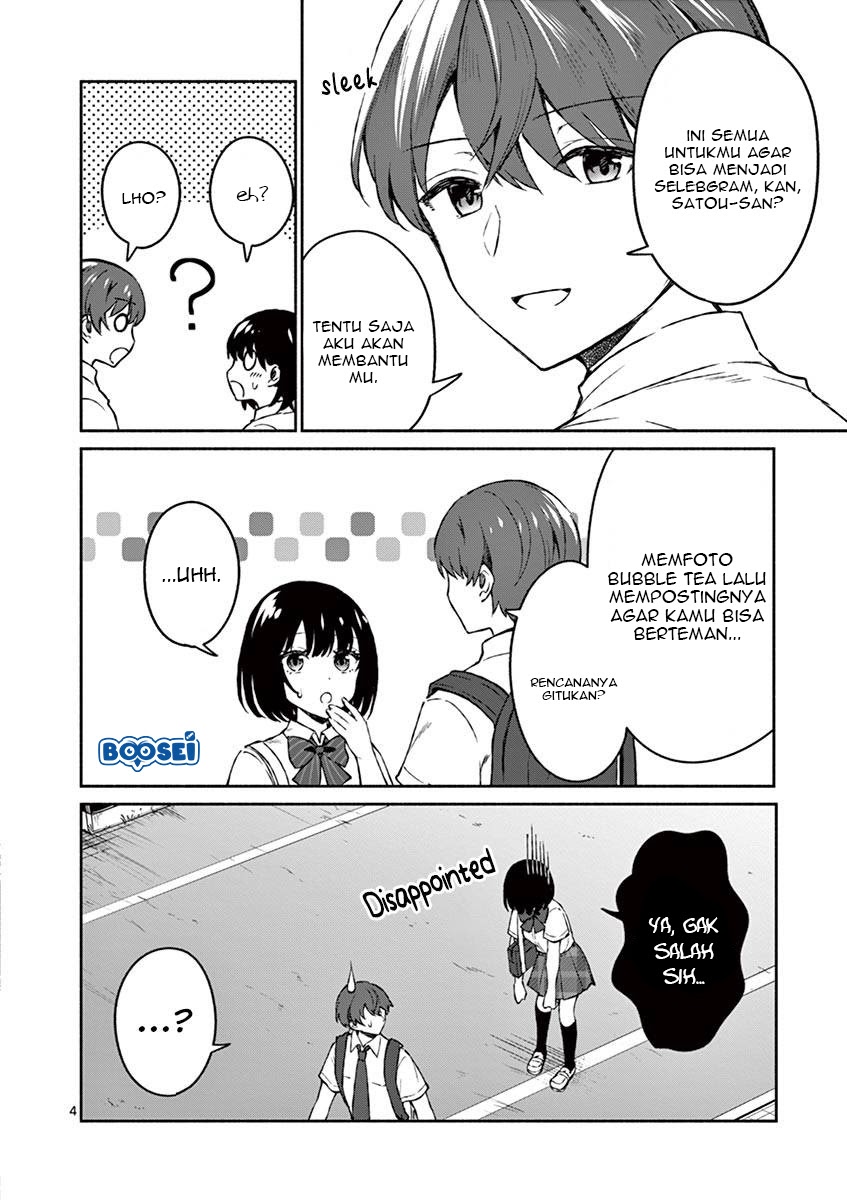 sleek
INI SEMUA
UNTUKMU AGAR
BISA MENJADI
SELEBGRAM, KAN,
SATOU-SAN?
TENTU SAJA
AKU AKAN
MEMBANTU
MU.
eh?
LHO?
?
MEMFOTO
BUBBLE TEA LALU
MEMPOSTINGNYA
AGAR KAMU BISA
BERTEMAN...
RENCANANYA
GITUKAN?
...UHH.
BOOSEI
YA, GAK
SALAH
SIH...
Disappointed
...?
4